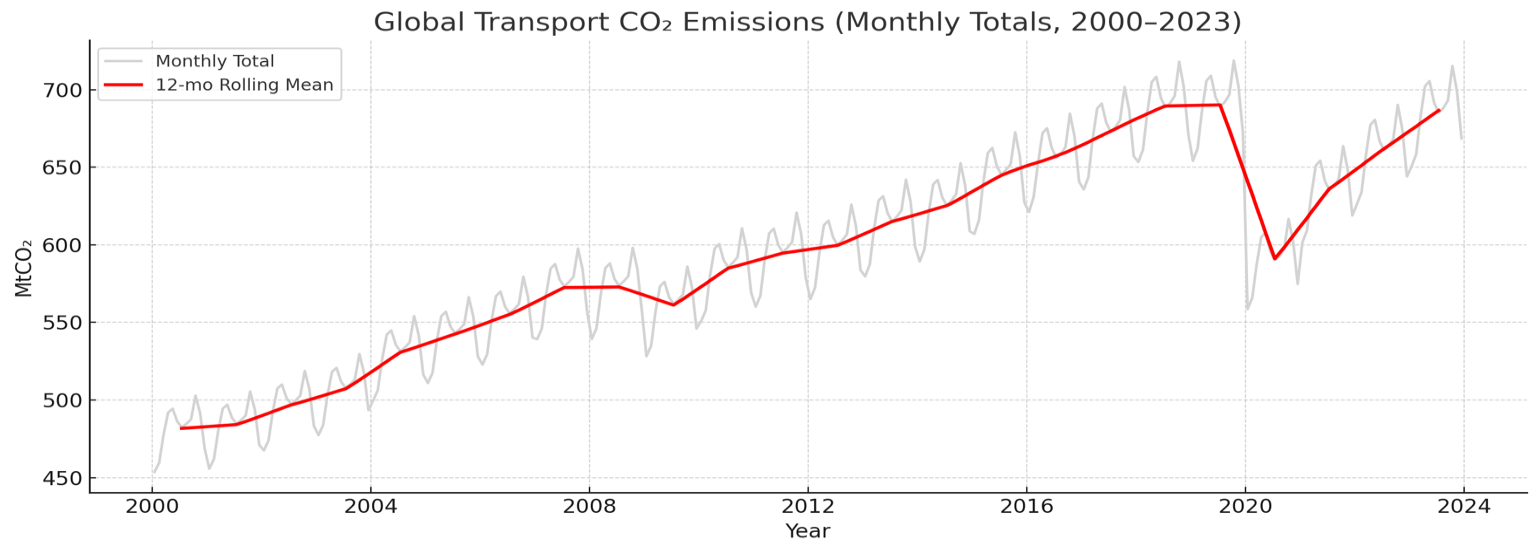 Global Transport CO₂ Emissions (Monthly Totals, 2000–2023)
Monthly Total
12-mo Rolling Mean
MtCO₂
700
650
600
550
500
450
2000 2004 2008 2012 2016 2020 2024
Year